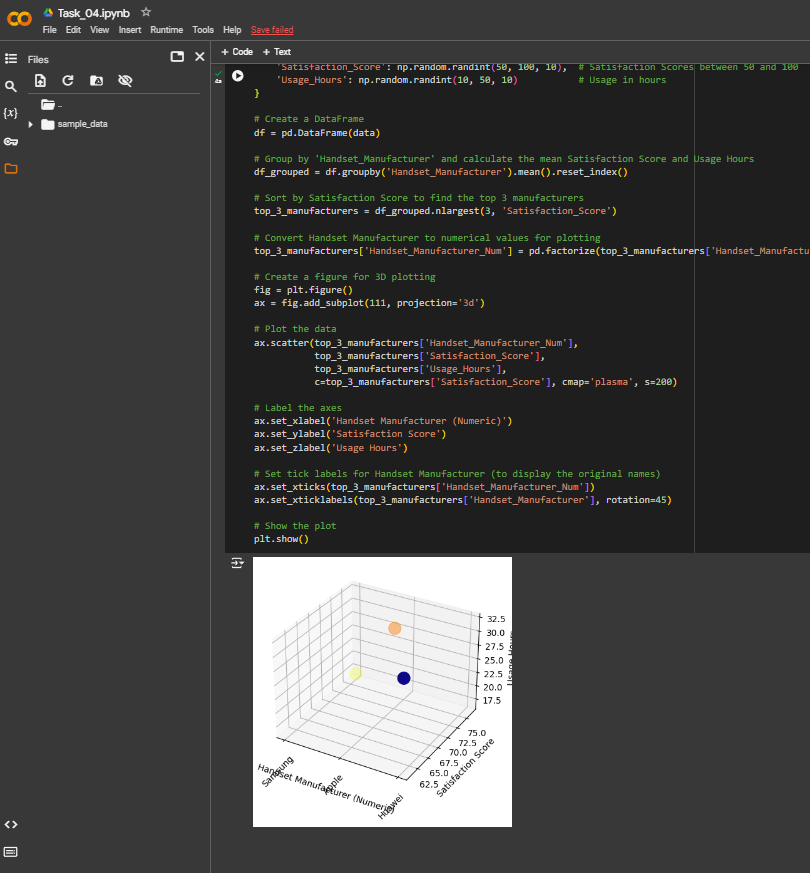 Task_04.ipynb
File Edit View Insert Runtime Tools Help Save failed
Files
+ Code + Text
{x}
..
sample_data
4s
'Satisfaction_Score': np.random.randint(50, 100, 10), # Satisfaction Scores between 50 and 100
'Usage_Hours': np.random.randint(10, 50, 10) # Usage in hours
}
# Create a DataFrame
df = pd.DataFrame(data)
# Group by 'Handset_Manufacturer' and calculate the mean Satisfaction Score and Usage Hours
df_grouped = df.groupby('Handset_Manufacturer').mean().reset_index()
# Sort by Satisfaction Score to find the top 3 manufacturers
top_3_manufacturers = df_grouped.nlargest(3, 'Satisfaction_Score')
# Convert Handset Manufacturer to numerical values for plotting
top_3_manufacturers['Handset_Manufacturer_Num'] = pd.factorize(top_3_manufacturers['Handset_Manufactu
# Create a figure for 3D plotting
fig = plt.figure()
ax = fig.add_subplot(111, projection='3d')
# Plot the data
ax.scatter(top_3_manufacturers['Handset_Manufacturer_Num'],
top_3_manufacturers['Satisfaction_Score'],
top_3_manufacturers['Usage_Hours'],
c=top_3_manufacturers['Satisfaction_Score'], cmap='plasma', s=200)
# Label the axes
ax.set_xlabel('Handset Manufacturer (Numeric)')
ax.set_ylabel('Satisfaction Score')
ax.set_zlabel('Usage Hours')
# Set tick labels for Handset Manufacturer (to display the original names)
ax.set_xticks(top_3_manufacturers['Handset_Manufacturer_Num'])
ax.set_xticklabels(top_3_manufacturers['Handset_Manufacturer'], rotation=45)
# Show the plot
plt.show()
32.5
30.0
27.5
25.0
22.5
20.0
17.5
Usage Hours
75.0
72.5
70.0
67.5
65.0
62.5
Satisfaction Score
Samsung
Apple
Huawei
Handset Manufacturer (Numeric)